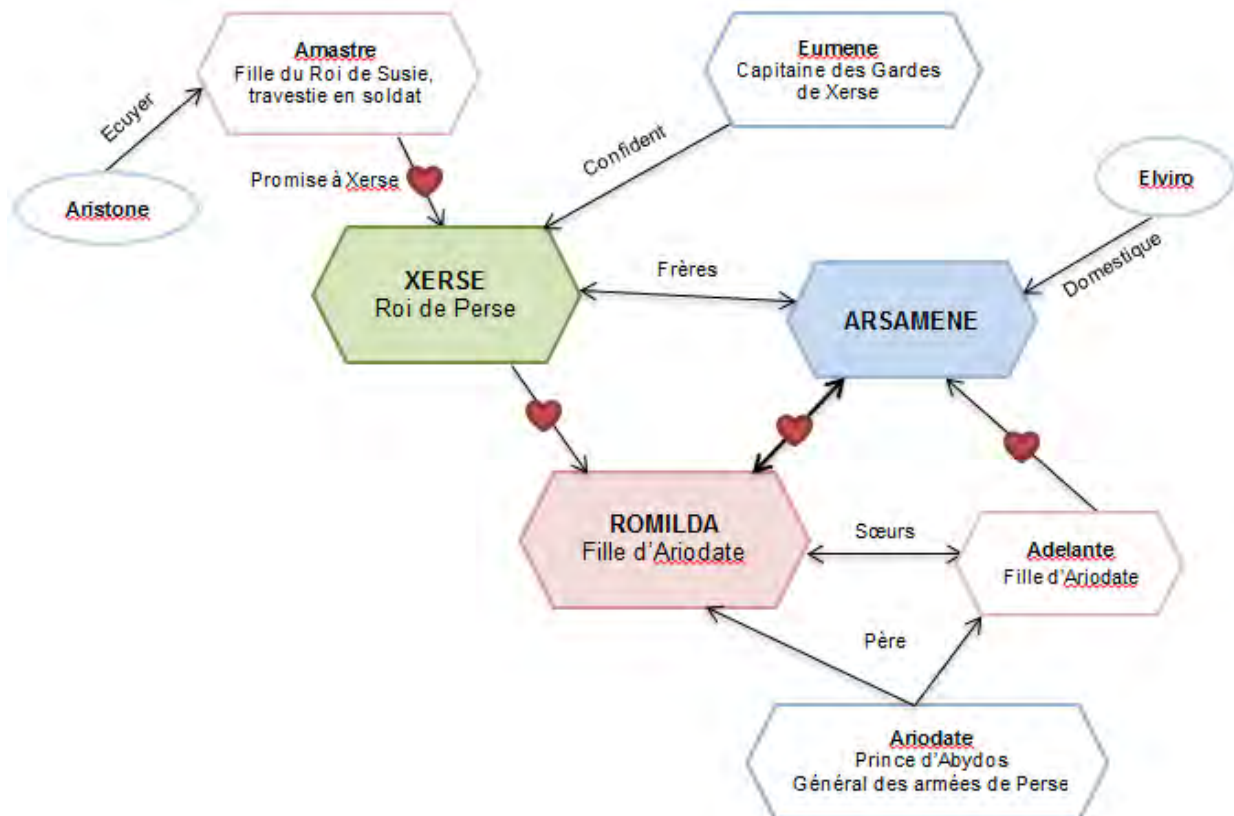 Amastre
Fille du Roi de Susie,
travestie en soldat
Eumene
Capitaine des Gardes
de Xerse
Ecuyer
Confident
Promise à Xerse
Elviro
Aristone
Domestique
XERSE
Roi de Perse
Frères
ARSAMENE
ROMILDA
Fille d'Ariodate
Sœurs
Adelante
Fille d'Ariodate
Père
Ariodate
Prince d'Abydos
Général des armées de Perse